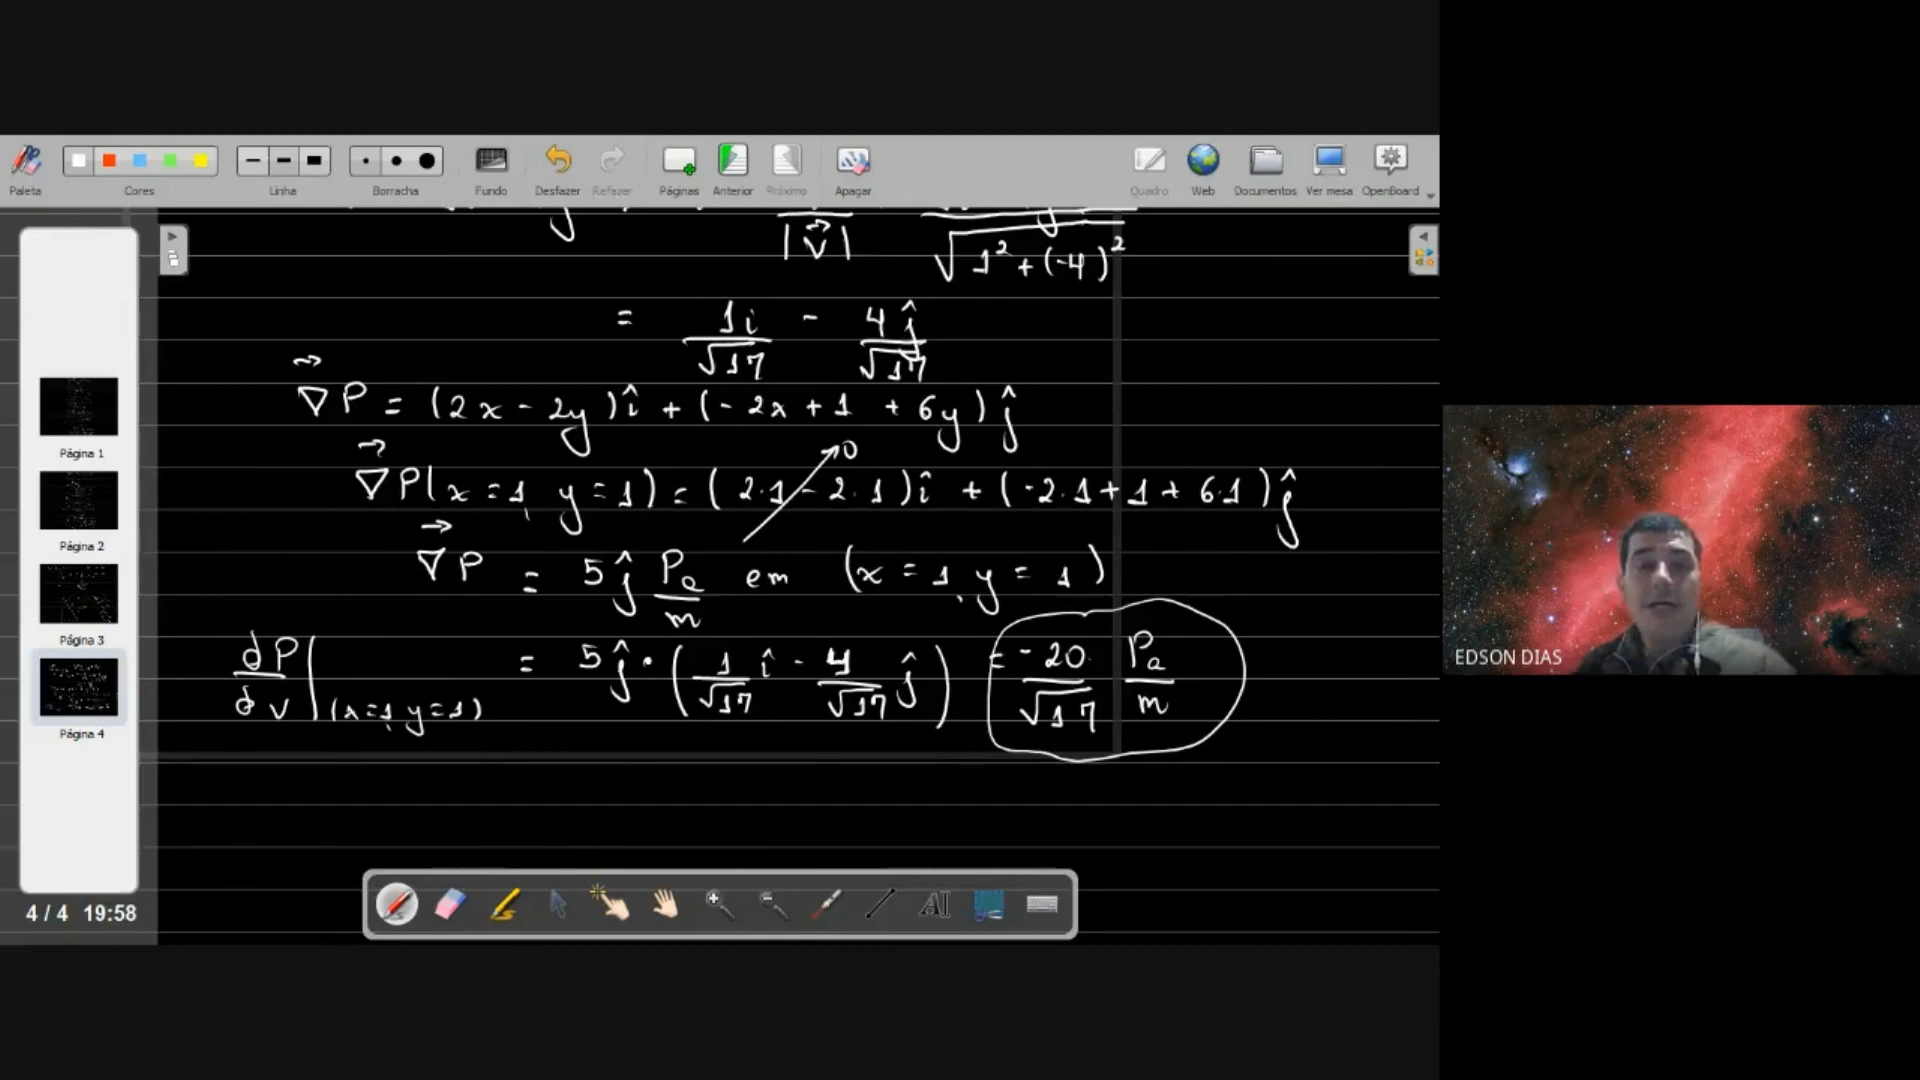 Paleta Cores Linha Borracha Fundo Desfazer Refazer Páginas Anterior Próximo Apagar Quadro Web Documentos Ver mesa OpenBoard
|v⃗| √1² + (-4)²
= 1i/√17 - 4ĵ/√17
∇⃗P = (2x - 2y)î + (-2x + 1 + 6y)ĵ
0
∇⃗P(x = 1, y = 1) = (2.1 - 2.1)î + (-2.1 + 1 + 6.1)ĵ
∇⃗P = 5ĵ Pa/m em (x = 1, y = 1)
dP/dv|(x=1, y=1) = 5ĵ · (1/√17 î - 4/√17 ĵ) = -20/√17 Pa/m
Página 1
Página 2
Página 3
Página 4
4 / 4 19:58
AI
EDSON DIAS